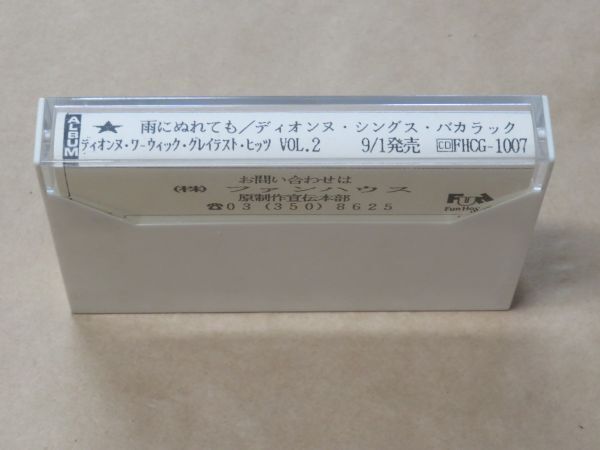 ALBUM
★ 雨にぬれても／ディオンヌ・シングス・バカラック
ディオンヌ・ワーウィック・グレイテスト・ヒッツ VOL.2 9/1発売 CD FHCG-1007
お問い合わせは
(株) ファンハウス
原制作宣伝本部
☎03 (350) 8625
Fun House